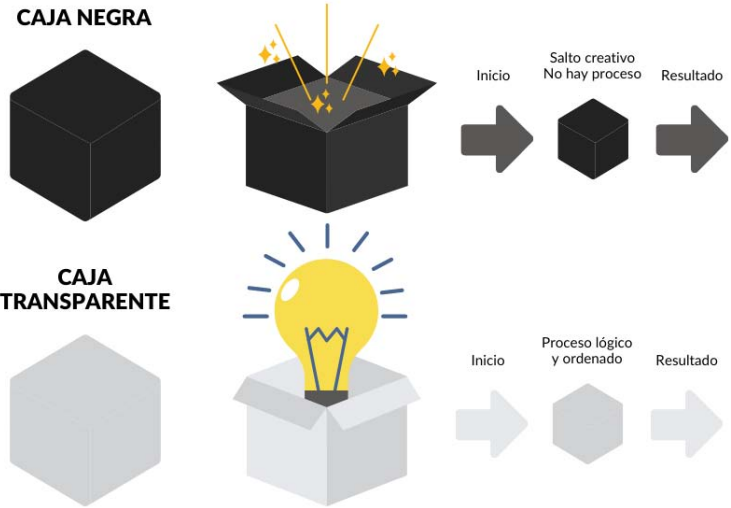 CAJA NEGRA
Inicio
Salto creativo
No hay proceso
Resultado
CAJA
TRANSPARENTE
Inicio
Proceso lógico
y ordenado
Resultado